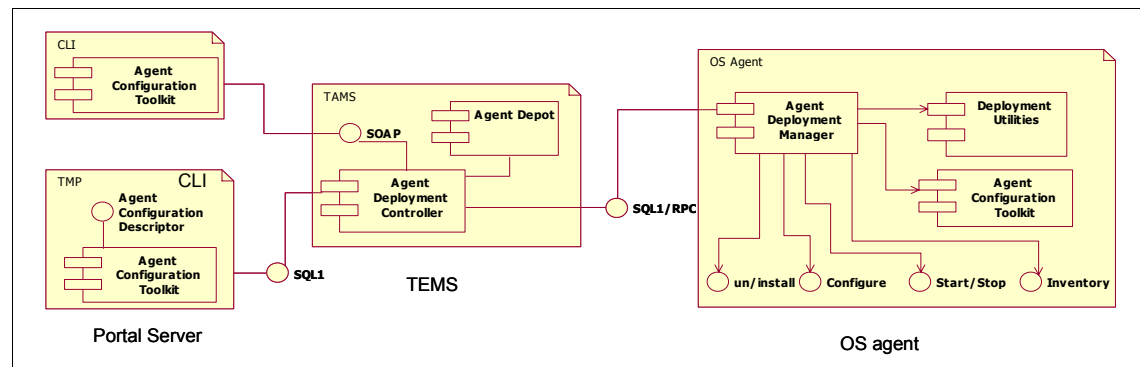 CLI
Agent
Configuration
Toolkit
TMP
CLI
Agent
Configuration
Descriptor
Agent
Configuration
Toolkit
SQL1
Portal Server
TAMS
SOAP
Agent Depot
Agent
Deployment
Controller
TEMS
SQL1/RPC
OS Agent
Agent
Deployment
Manager
Deployment
Utilities
Agent
Configuration
Toolkit
un/install
Configure
Start/Stop
Inventory
OS agent